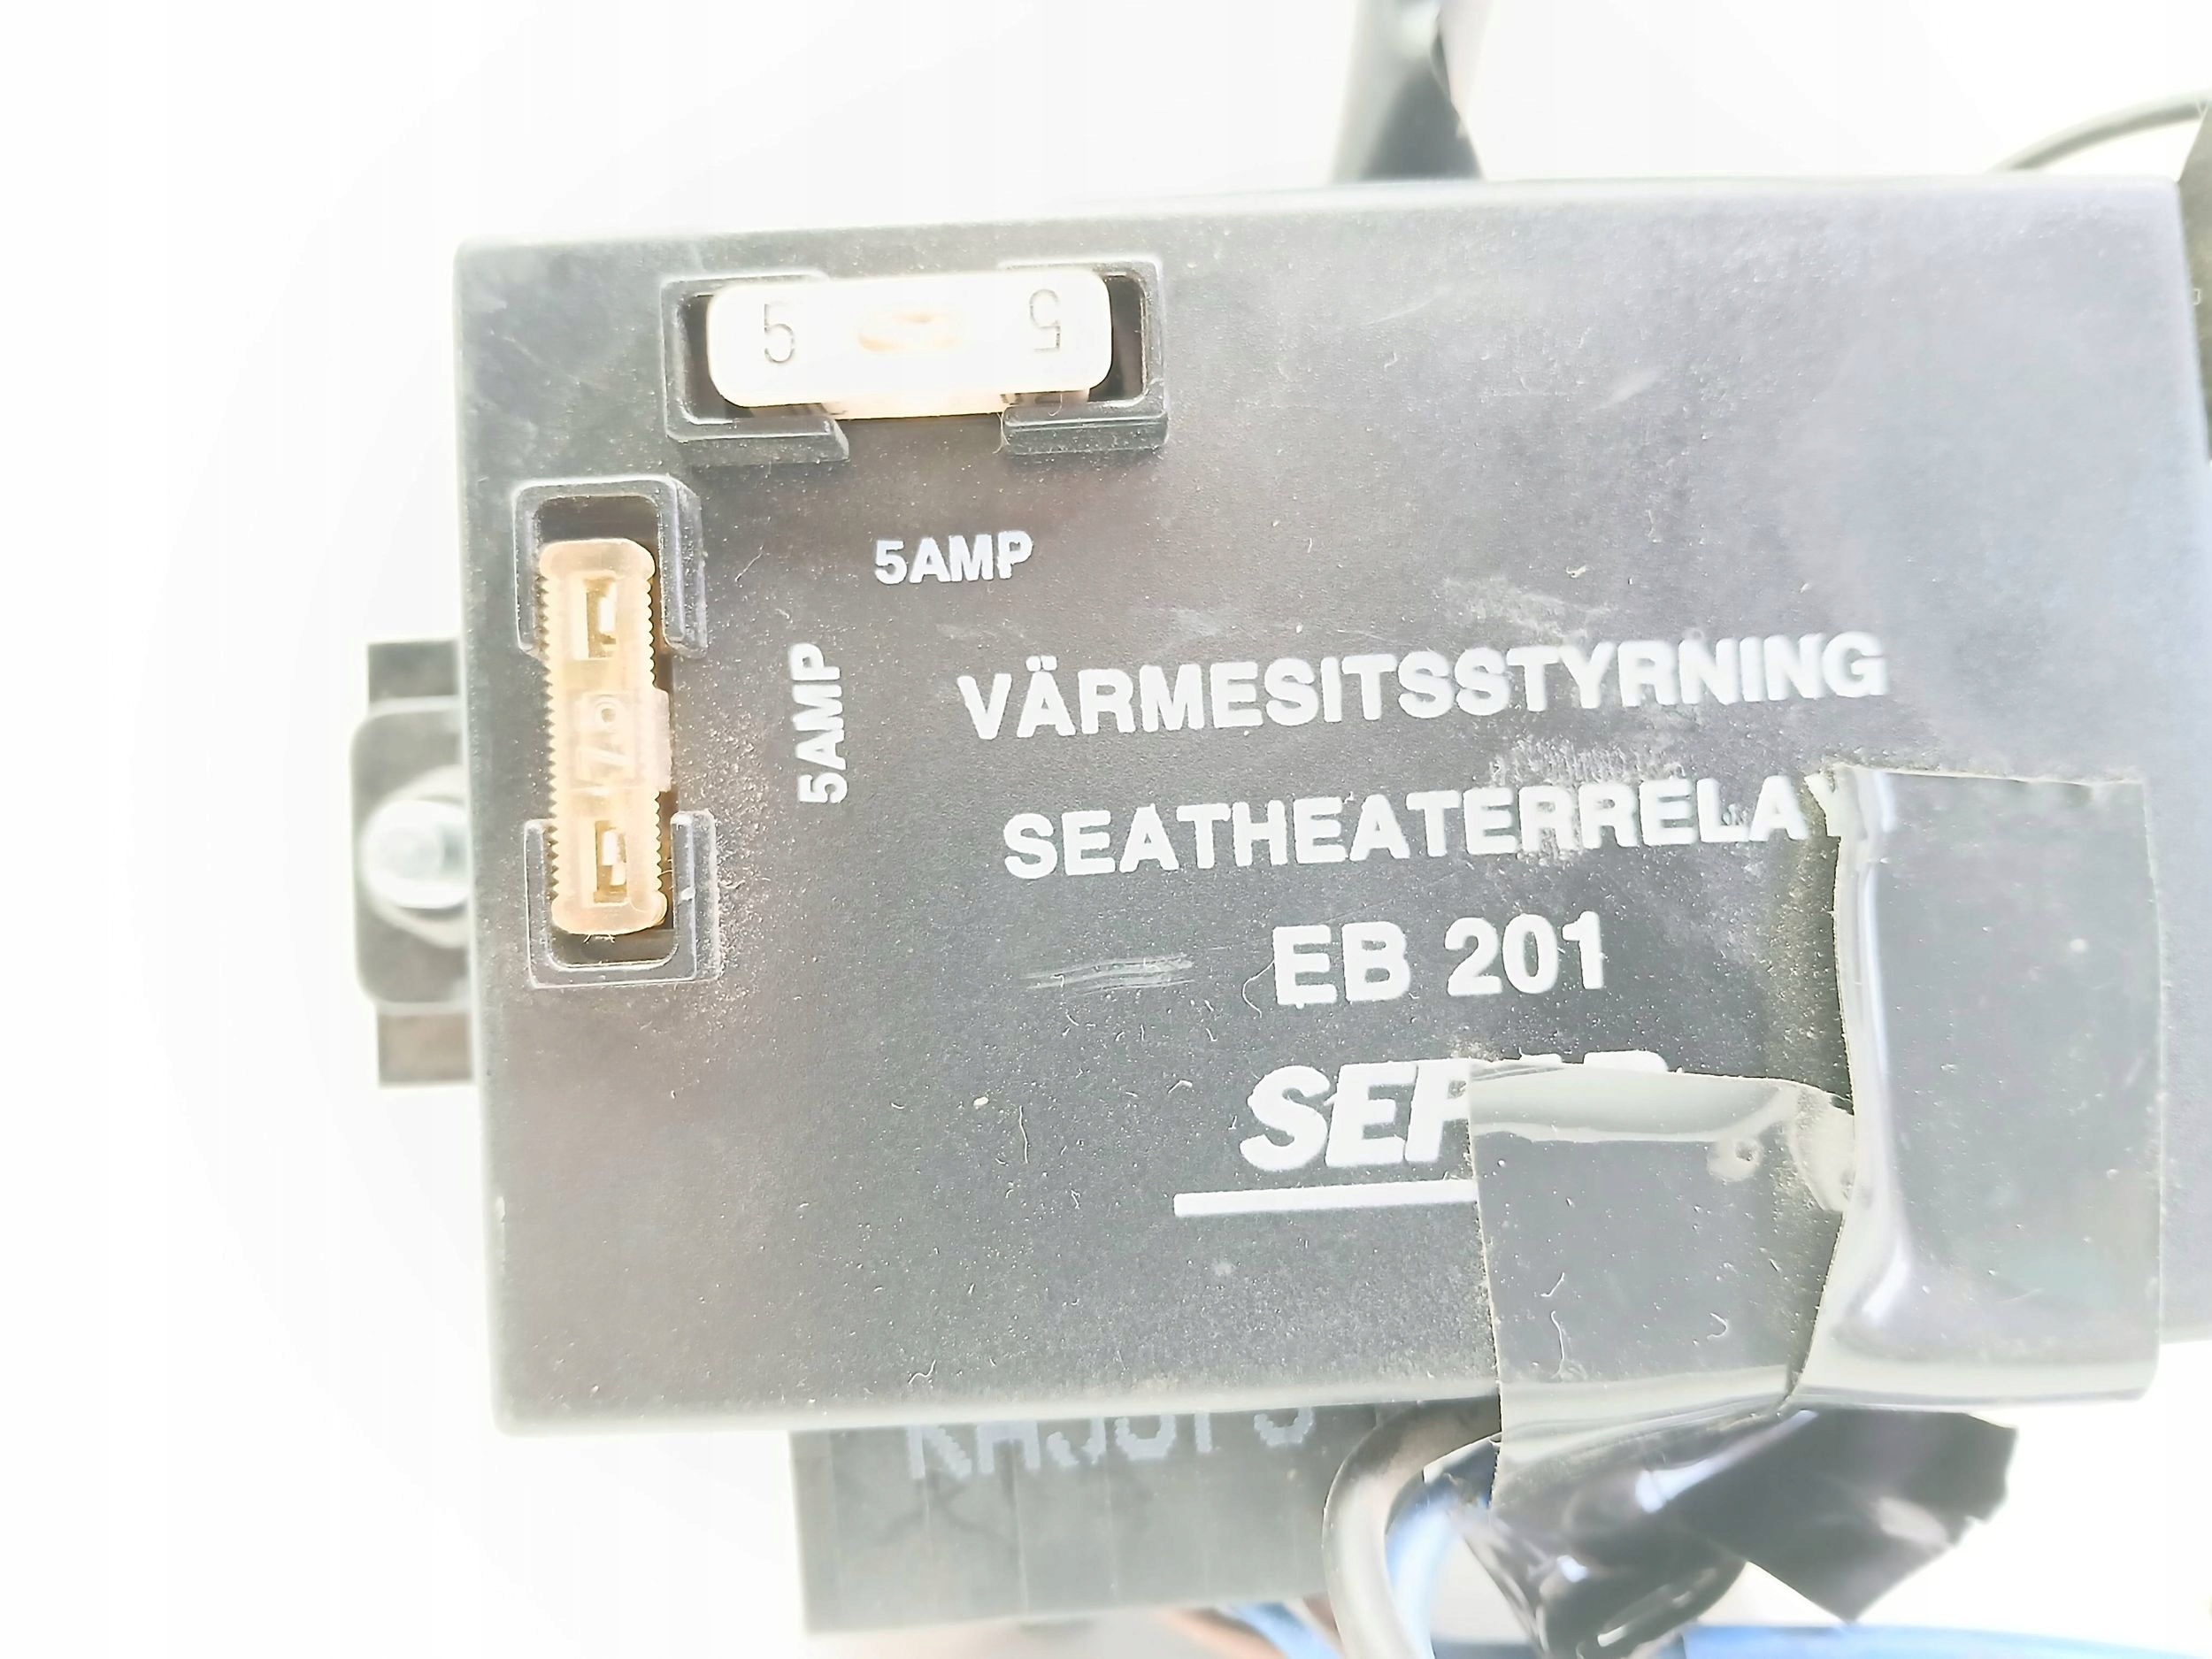 5 5
5AMP
5AMP
VÄRMESITSSTYRNING
SEATHEATERRELAY
EB 201